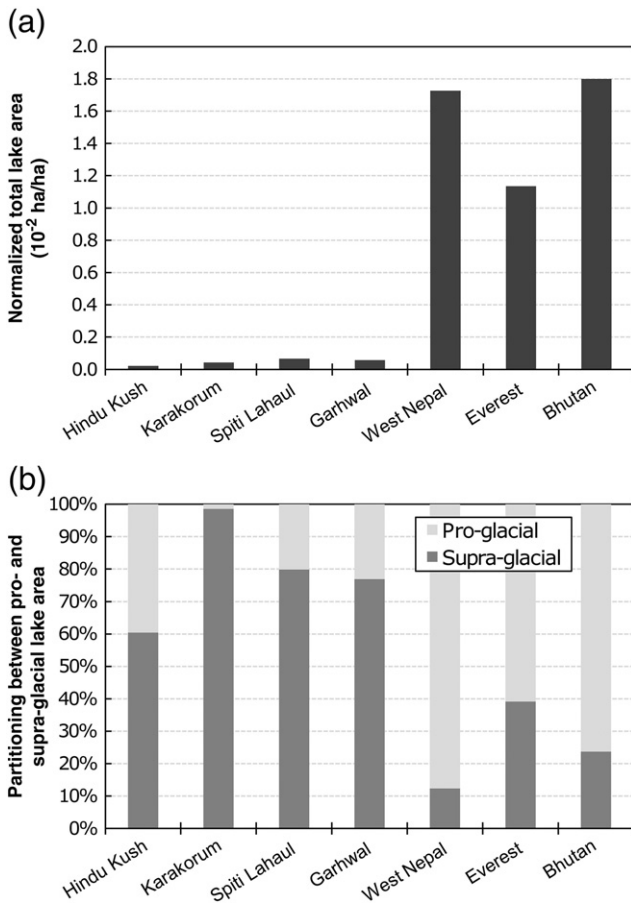 (a)
Normalized total lake area
(10⁻² ha/ha)
2.0
1.8
1.6
1.4
1.2
1.0
0.8
0.6
0.4
0.2
0.0
Hindu Kush
Karakorum
Spiti Lahaul
Garhwal
West Nepal
Everest
Bhutan
(b)
Partitioning between pro- and
supra-glacial lake area
100%
90%
80%
70%
60%
50%
40%
30%
20%
10%
0%
Pro-glacial
Supra-glacial
Hindu Kush
Karakorum
Spiti Lahaul
Garhwal
West Nepal
Everest
Bhutan